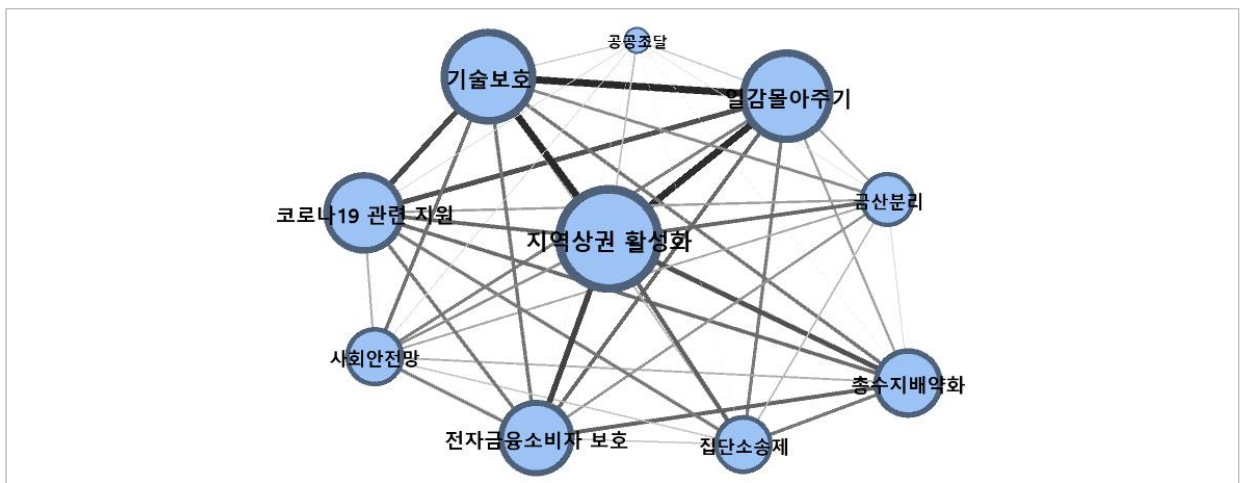 공공조달
기술보호
일감몰아주기
금산분리
코로나19 관련 지원
지역상권 활성화
사회안전망
총수지배약화
전자금융소비자 보호
집단소송제